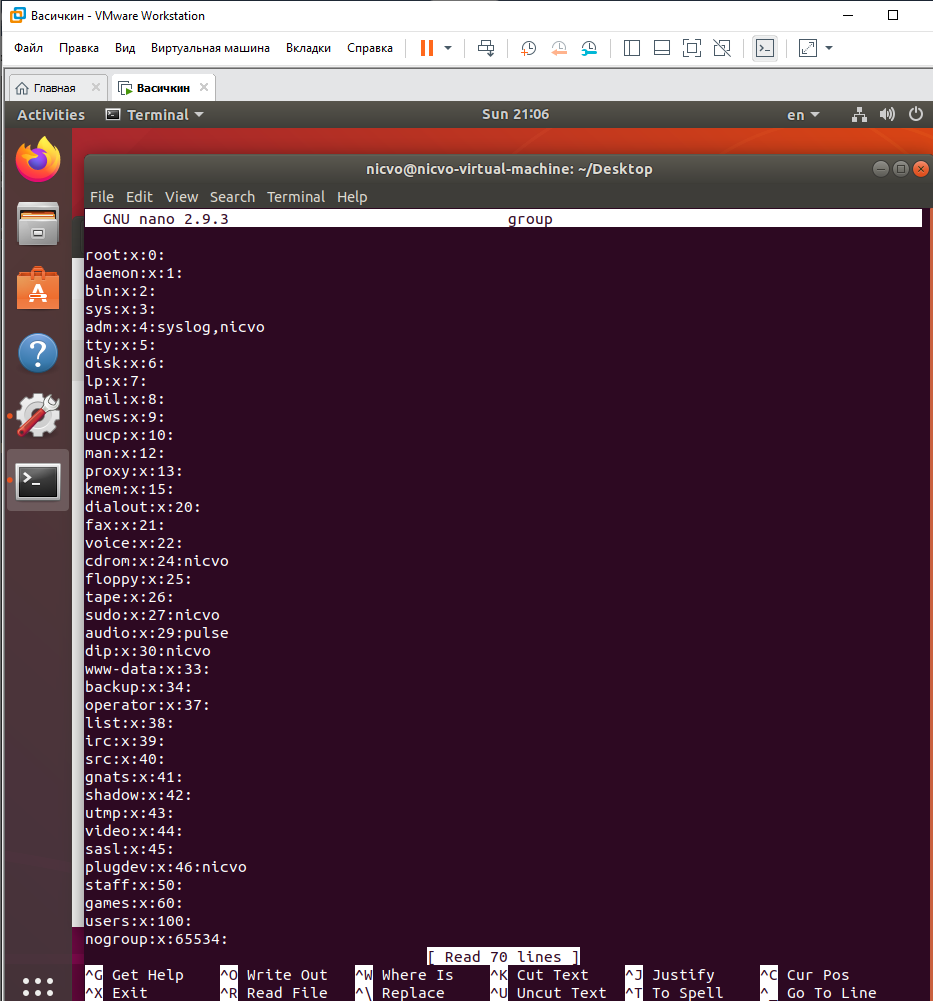 Васичкин - VMware Workstation
Файл Правка Вид Виртуальная машина Вкладки Справка
Главная Васичкин
Activities Terminal Sun 21:06 en
nicvo@nicvo-virtual-machine: ~/Desktop
File Edit View Search Terminal Help
GNU nano 2.9.3 group
root:x:0:
daemon:x:1:
bin:x:2:
sys:x:3:
adm:x:4:syslog,nicvo
tty:x:5:
disk:x:6:
lp:x:7:
mail:x:8:
news:x:9:
uucp:x:10:
man:x:12:
proxy:x:13:
kmem:x:15:
dialout:x:20:
fax:x:21:
voice:x:22:
cdrom:x:24:nicvo
floppy:x:25:
tape:x:26:
sudo:x:27:nicvo
audio:x:29:pulse
dip:x:30:nicvo
www-data:x:33:
backup:x:34:
operator:x:37:
list:x:38:
irc:x:39:
src:x:40:
gnats:x:41:
shadow:x:42:
utmp:x:43:
video:x:44:
sasl:x:45:
plugdev:x:46:nicvo
staff:x:50:
games:x:60:
users:x:100:
nogroup:x:65534:
[ Read 70 lines ]
^G Get Help ^O Write Out ^W Where Is ^K Cut Text ^J Justify ^C Cur Pos
^X Exit ^R Read File ^\ Replace ^U Uncut Text ^T To Spell ^_ Go To Line